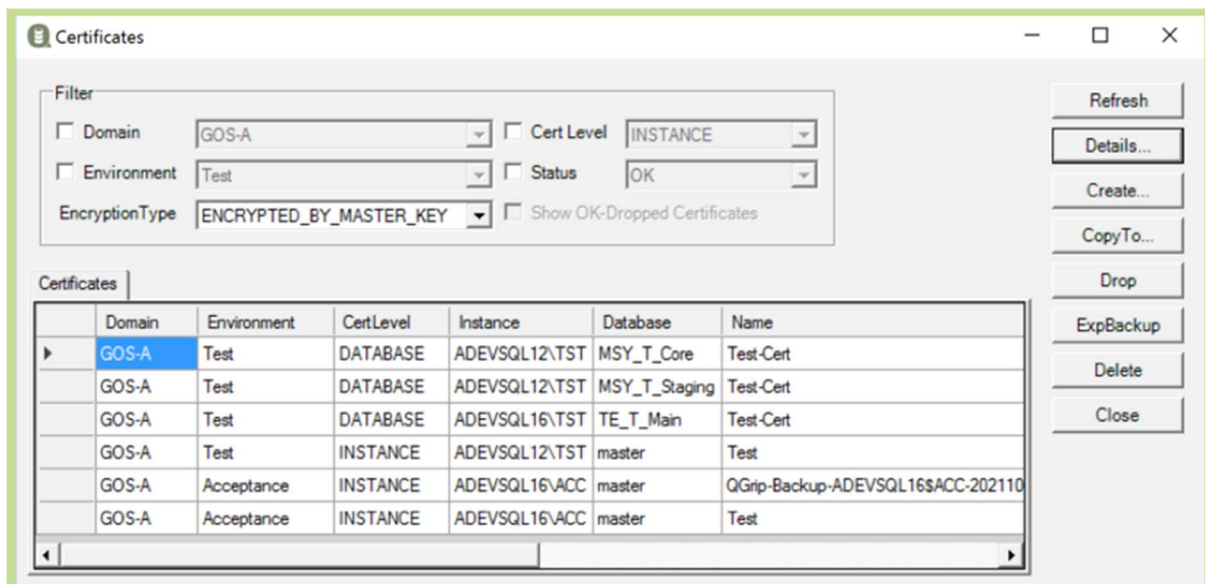 Certificates
Filter
Domain GOS-A Cert Level INSTANCE
Environment Test Status OK
EncryptionType ENCRYPTED_BY_MASTER_KEY Show OK-Dropped Certificates
Refresh
Details...
Create...
CopyTo...
Drop
ExpBackup
Delete
Close
Certificates
Domain Environment CertLevel Instance Database Name
GOS-A Test DATABASE ADEVSQL12\TST MSY_T_Core Test-Cert
GOS-A Test DATABASE ADEVSQL12\TST MSY_T_Staging Test-Cert
GOS-A Test DATABASE ADEVSQL16\TST TE_T_Main Test-Cert
GOS-A Test INSTANCE ADEVSQL12\TST master Test
GOS-A Acceptance INSTANCE ADEVSQL16\ACC master QGrip-Backup-ADEVSQL16$ACC-202110
GOS-A Acceptance INSTANCE ADEVSQL16\ACC master Test